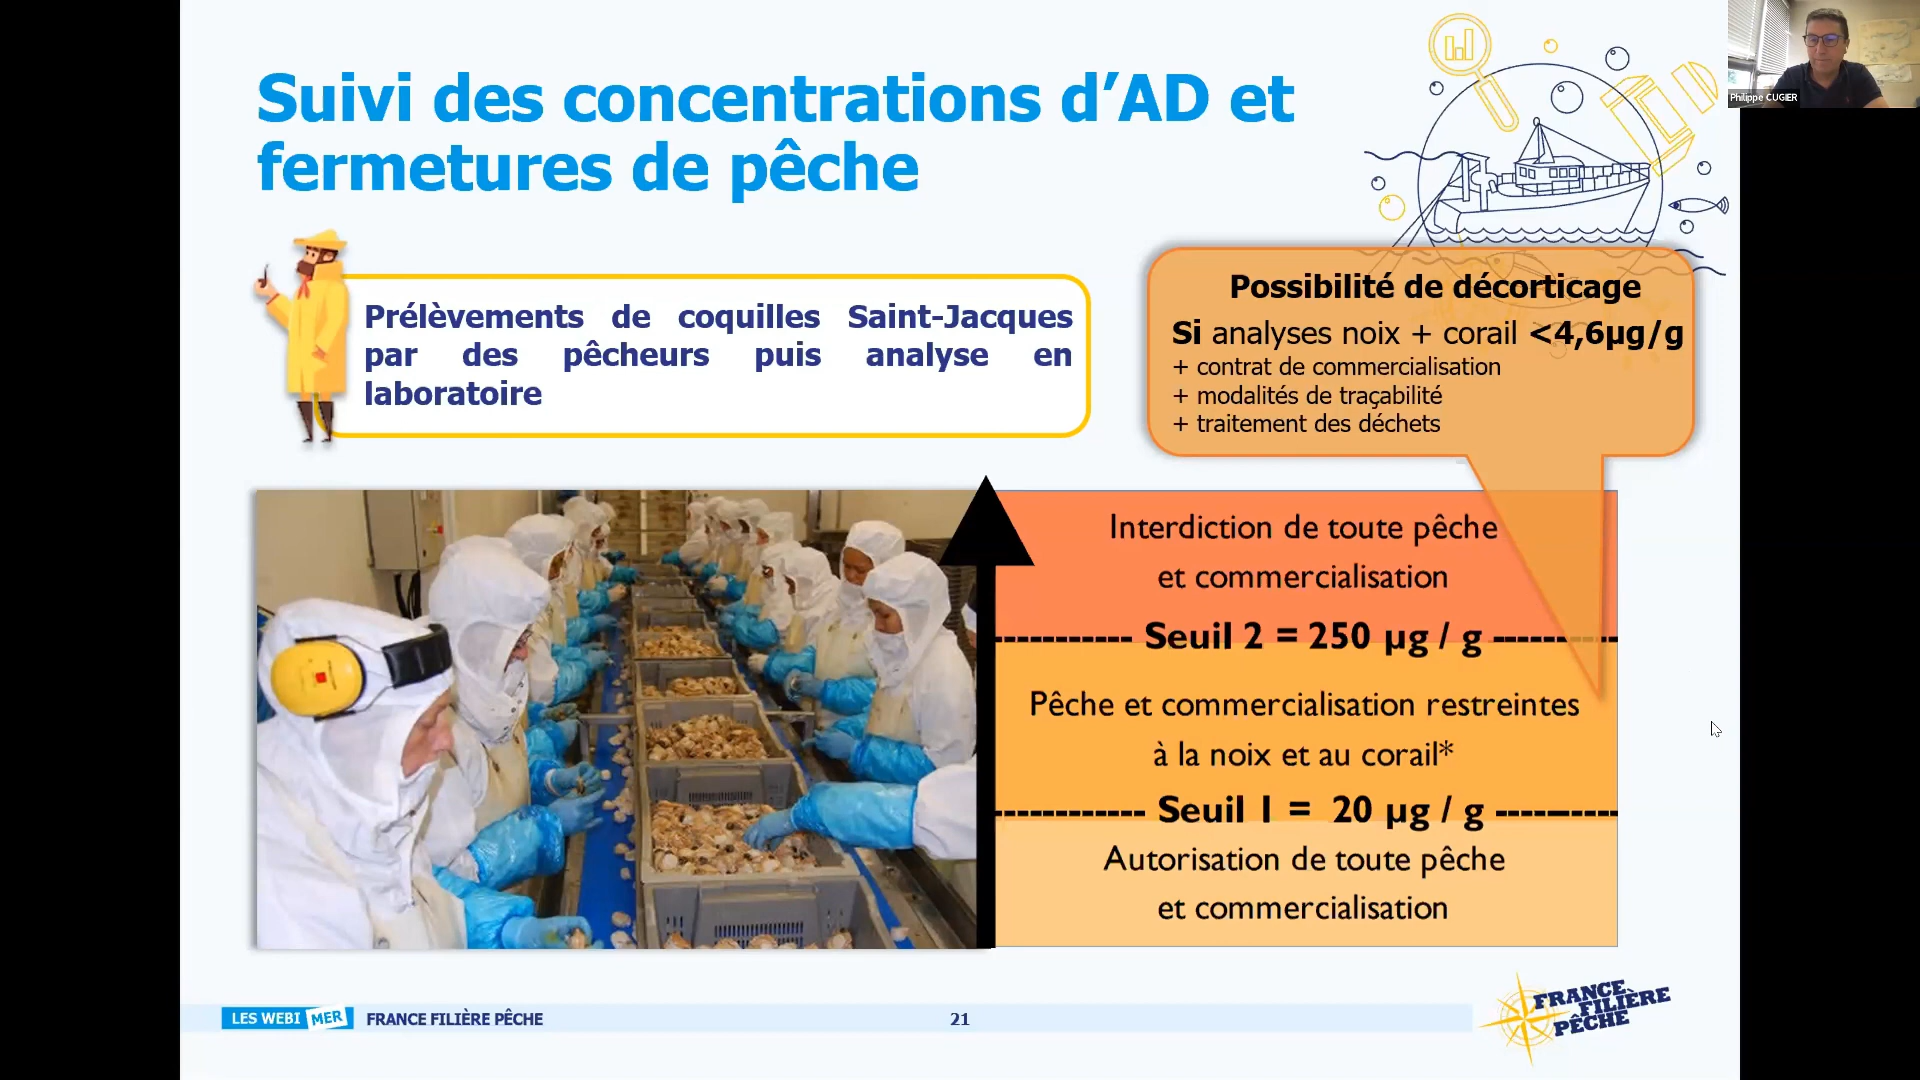 Suivi des concentrations d’AD et
fermetures de pêche
Philippe CUGIER
Prélèvements de coquilles Saint-Jacques
par des pêcheurs puis analyse en
laboratoire
Possibilité de décorticage
Si analyses noix + corail <4,6µg/g
+ contrat de commercialisation
+ modalités de traçabilité
+ traitement des déchets
Interdiction de toute pêche
et commercialisation
Seuil 2 = 250 µg / g
Pêche et commercialisation restreintes
à la noix et au corail*
Seuil 1 = 20 µg / g
Autorisation de toute pêche
et commercialisation
LES WEBI MER FRANCE FILIÈRE PÊCHE
21
FRANCE
FILIÈRE
PÊCHE